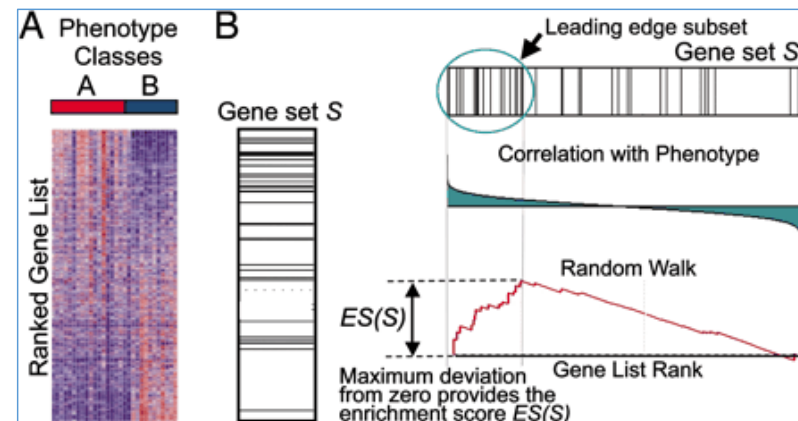 A
Phenotype
Classes
A B
Ranked Gene List
B
Gene set S
Leading edge subset
Gene set S
Correlation with Phenotype
Random Walk
ES(S)
Gene List Rank
Maximum deviation
from zero provides the
enrichment score ES(S)